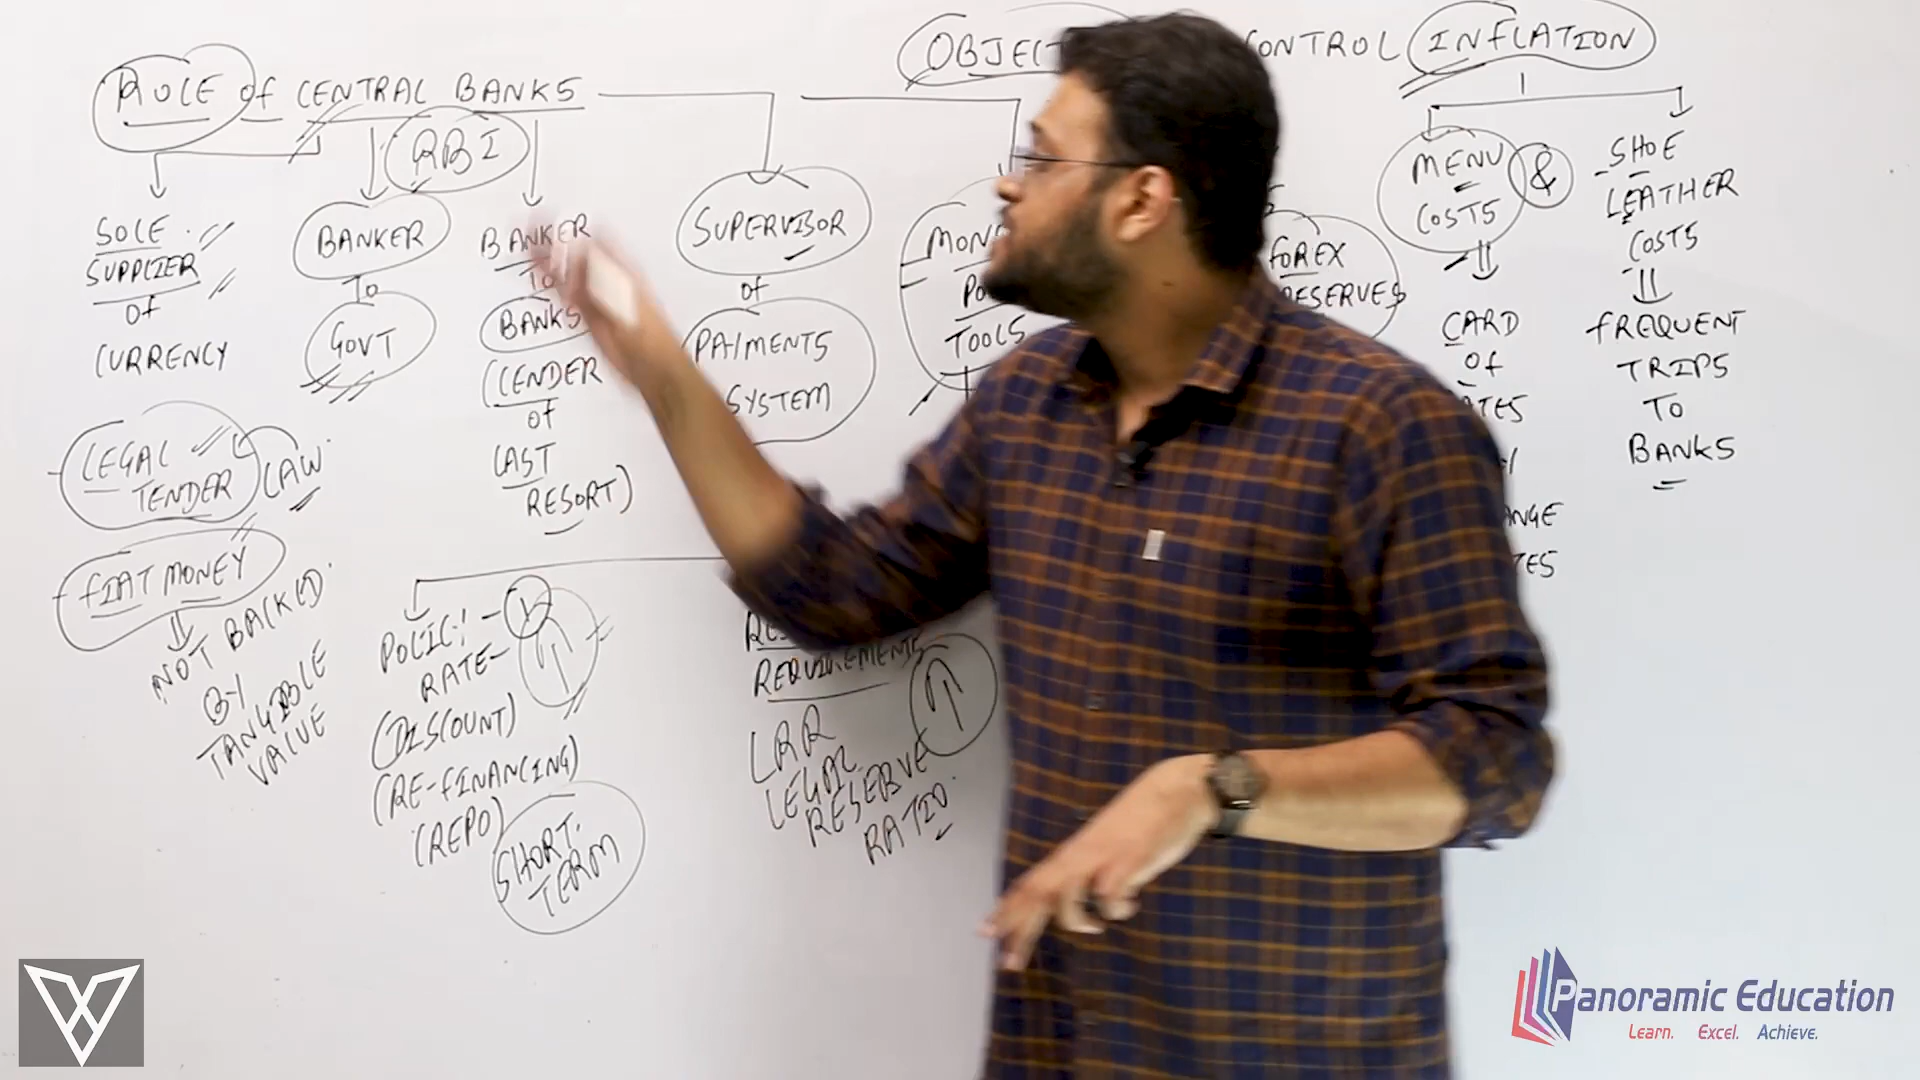 ROLE of CENTRAL BANKS
RBI
SOLE
SUPPLIER
Of
CURRENCY
BANKER
To
GOVT
BANKER
To
BANKS
(LENDER
Of
LAST
RESORT)
SUPERVISOR
of
PAYMENTS
SYSTEM
LEGAL
TENDER
LAW
fIAT MONEY
NOT BACKED
BY
TANGIBLE
VALUE
POLICY
RATE
(DISCOUNT)
(RE-fINANCING)
(REPO)
SHORT
TERM
REQUIREMENTS
LRR
LEGAL
RESERVE
RATIO
CONTROL INFLATION
TOOLS
fOREX
RESERVES
MENU
COSTS
&
SHOE
LEATHER
COSTS
CARD
Of
fREQUENT
TRIPS
TO
BANKS
Panoramic Education
Learn. Excel. Achieve.